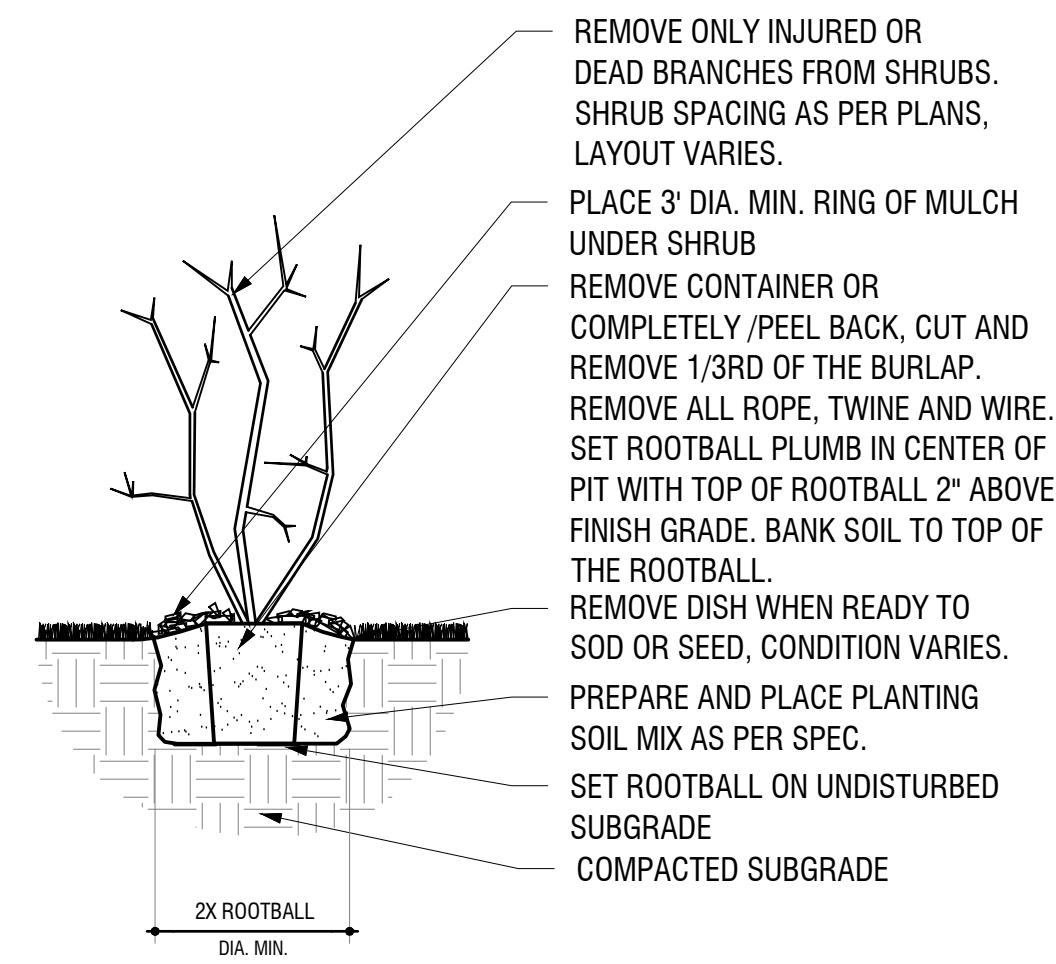 REMOVE ONLY INJURED OR
DEAD BRANCHES FROM SHRUBS.
SHRUB SPACING AS PER PLANS,
LAYOUT VARIES.
PLACE 3' DIA. MIN. RING OF MULCH
UNDER SHRUB
REMOVE CONTAINER OR
COMPLETELY /PEEL BACK, CUT AND
REMOVE 1/3RD OF THE BURLAP.
REMOVE ALL ROPE, TWINE AND WIRE.
SET ROOTBALL PLUMB IN CENTER OF
PIT WITH TOP OF ROOTBALL 2" ABOVE
FINISH GRADE. BANK SOIL TO TOP OF
THE ROOTBALL.
REMOVE DISH WHEN READY TO
SOD OR SEED, CONDITION VARIES.
PREPARE AND PLACE PLANTING
SOIL MIX AS PER SPEC.
SET ROOTBALL ON UNDISTURBED
SUBGRADE
COMPACTED SUBGRADE
2X ROOTBALL
DIA. MIN.